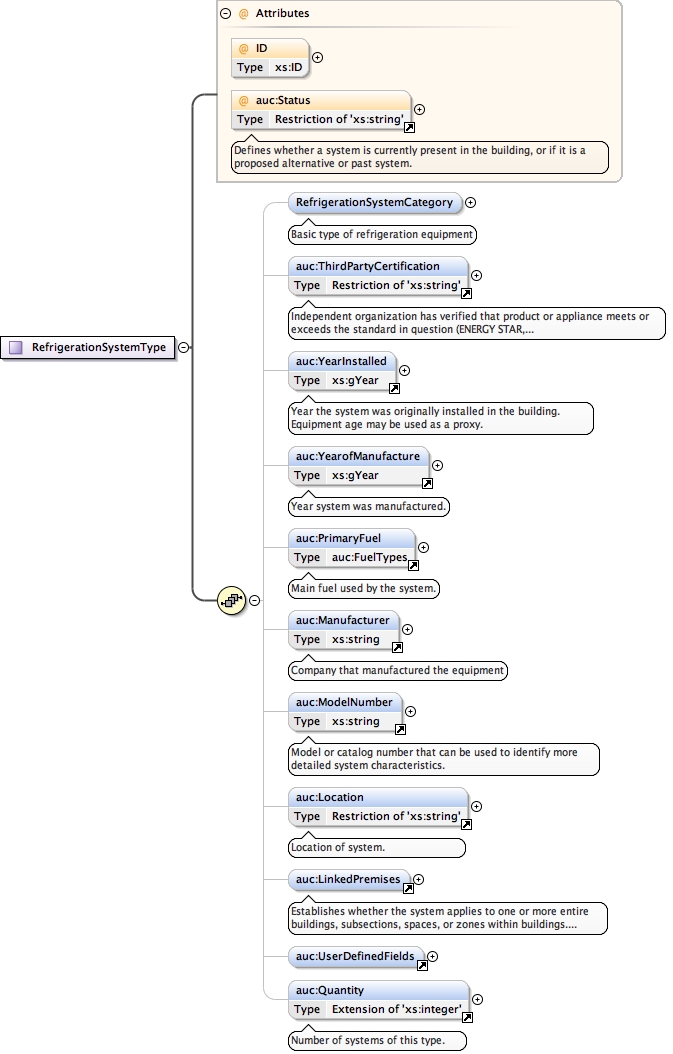 @ Attributes
@ ID
Type xs:ID
@ auc:Status
Type Restriction of 'xs:string'
Defines whether a system is currently present in the building, or if it is a
proposed alternative or past system.
RefrigerationSystemCategory
Basic type of refrigeration equipment
auc:ThirdPartyCertification
Type Restriction of 'xs:string'
Independent organization has verified that product or appliance meets or
exceeds the standard in question (ENERGY STAR,...
RefrigerationSystemType
auc:YearInstalled
Type xs:gYear
Year the system was originally installed in the building.
Equipment age may be used as a proxy.
auc:YearofManufacture
Type xs:gYear
Year system was manufactured.
auc:PrimaryFuel
Type auc:FuelTypes
Main fuel used by the system.
auc:Manufacturer
Type xs:string
Company that manufactured the equipment
auc:ModelNumber
Type xs:string
Model or catalog number that can be used to identify more
detailed system characteristics.
auc:Location
Type Restriction of 'xs:string'
Location of system.
auc:LinkedPremises
Establishes whether the system applies to one or more entire
buildings, subsections, spaces, or zones within buildings....
auc:UserDefinedFields
auc:Quantity
Type Extension of 'xs:integer'
Number of systems of this type.